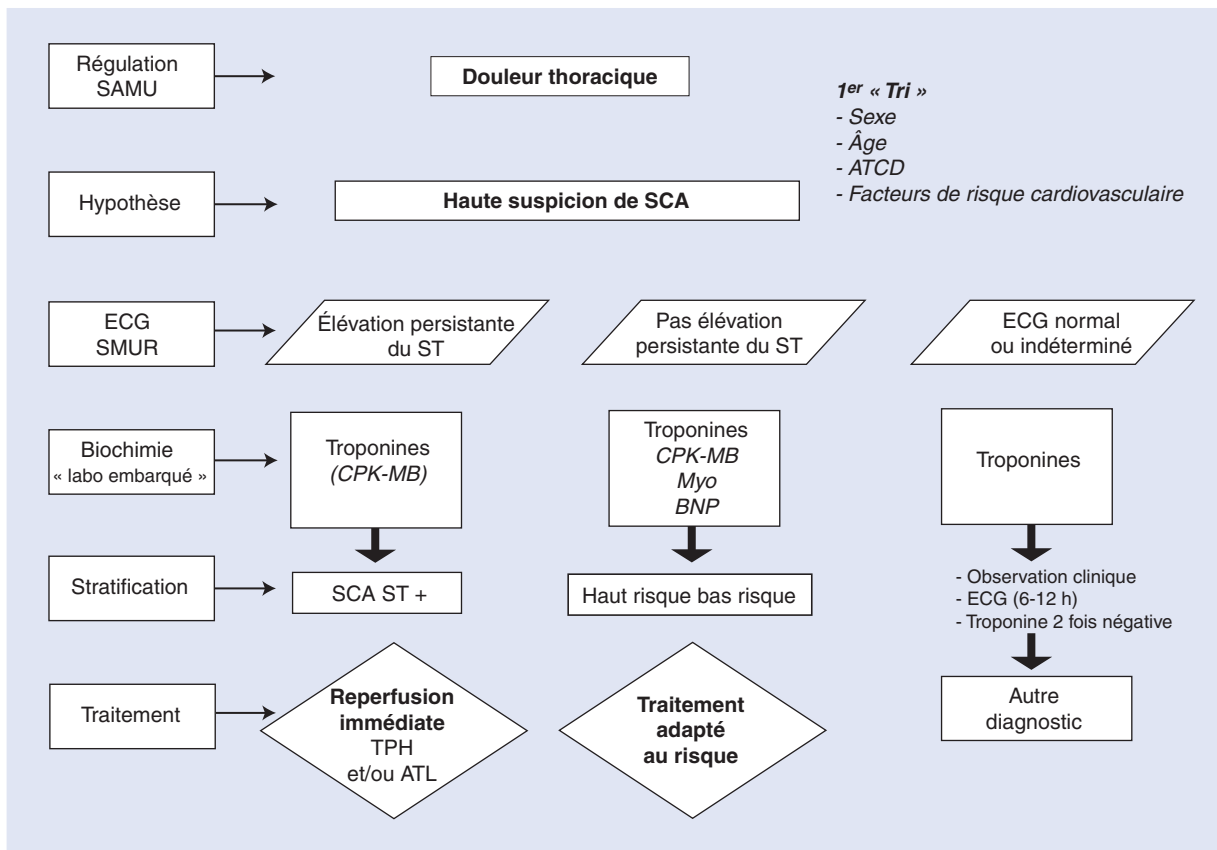 Régulation
SAMU
Douleur thoracique
1er « Tri »
- Sexe
- Âge
- ATCD
- Facteurs de risque cardiovasculaire
Hypothèse
Haute suspicion de SCA
ECG
SMUR
Élévation persistante
du ST
Pas élévation
persistante du ST
ECG normal
ou indéterminé
Biochimie
« labo embarqué »
Troponines
(CPK-MB)
Troponines
CPK-MB
Myo
BNP
Troponines
Stratification
SCA ST +
Haut risque bas risque
- Observation clinique
- ECG (6-12 h)
- Troponine 2 fois négative
Traitement
Reperfusion
immédiate
TPH
et/ou ATL
Traitement
adapté
au risque
Autre
diagnostic